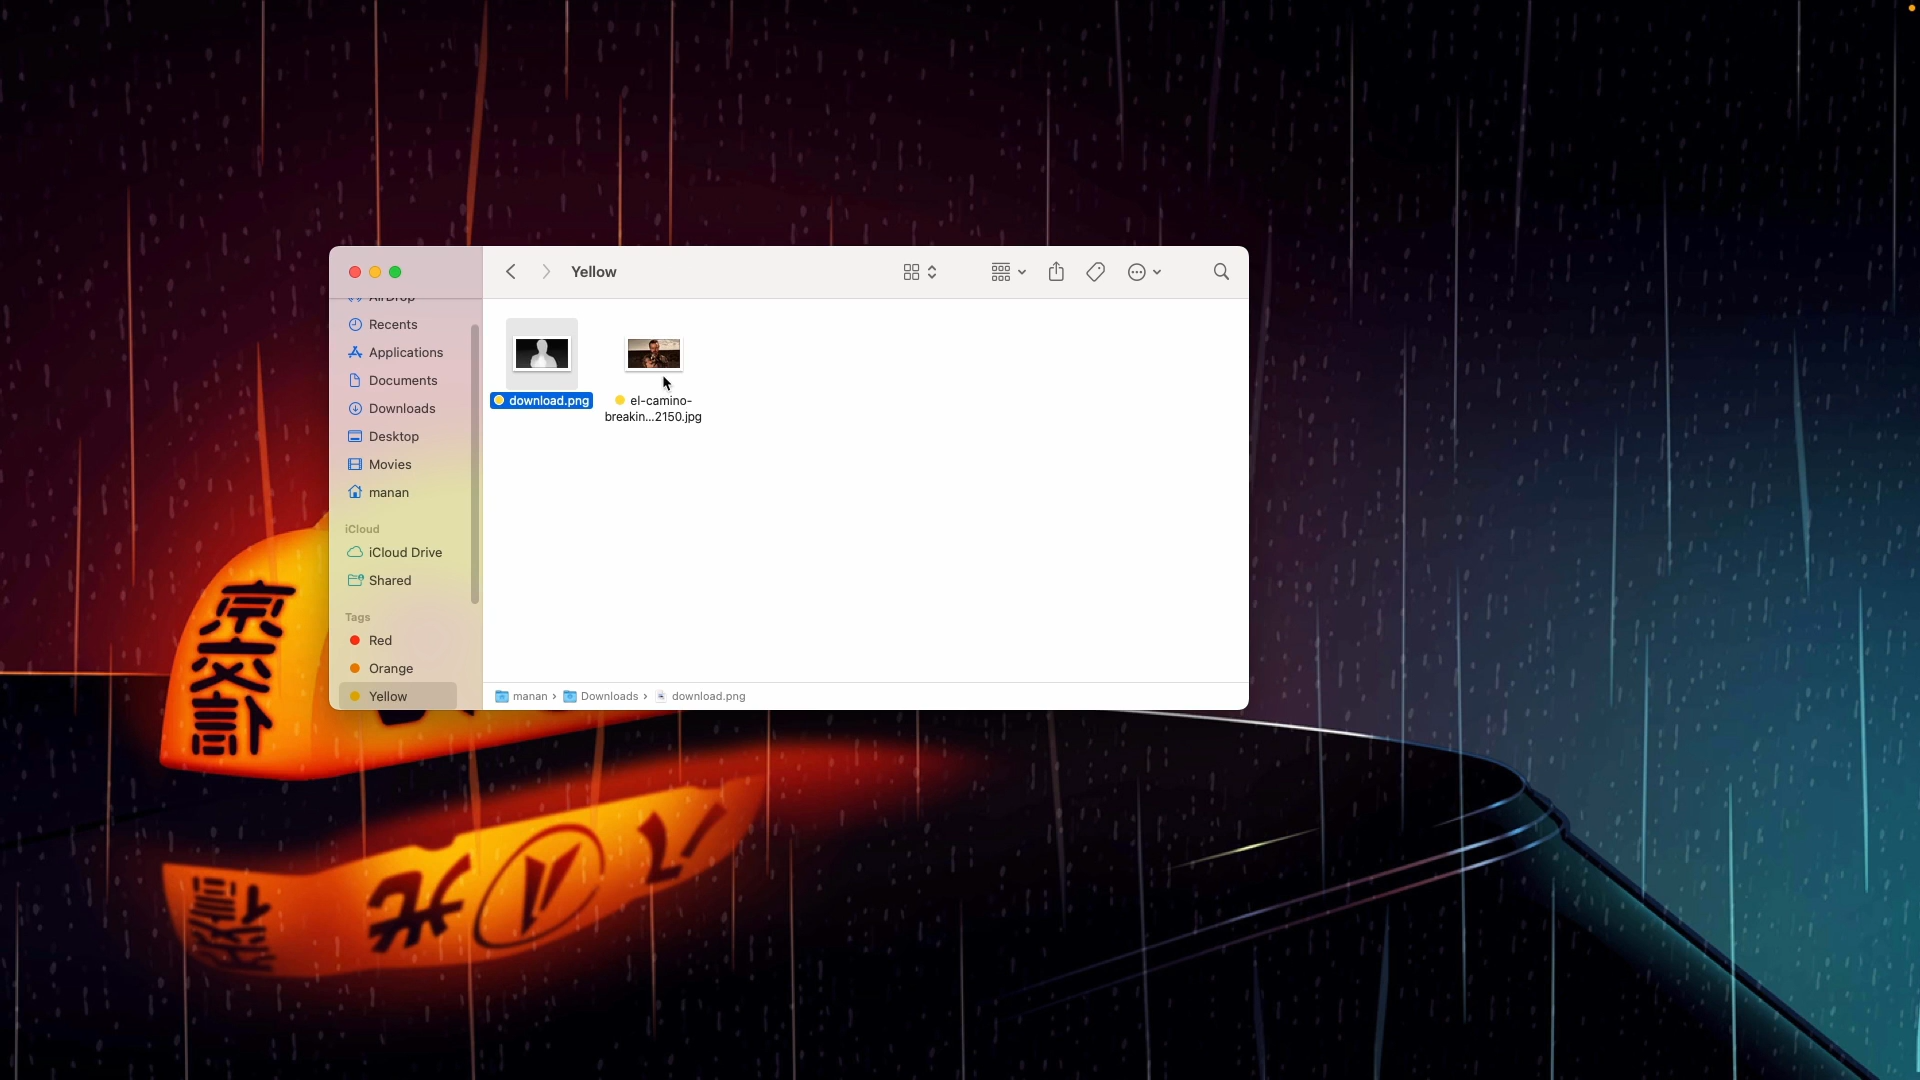 Yellow
AirDrop
Recents
Applications
Documents
Downloads
Desktop
Movies
manan
iCloud
iCloud Drive
Shared
Tags
Red
Orange
Yellow
download.png
el-camino-
breakin...2150.jpg
manan › Downloads › download.png